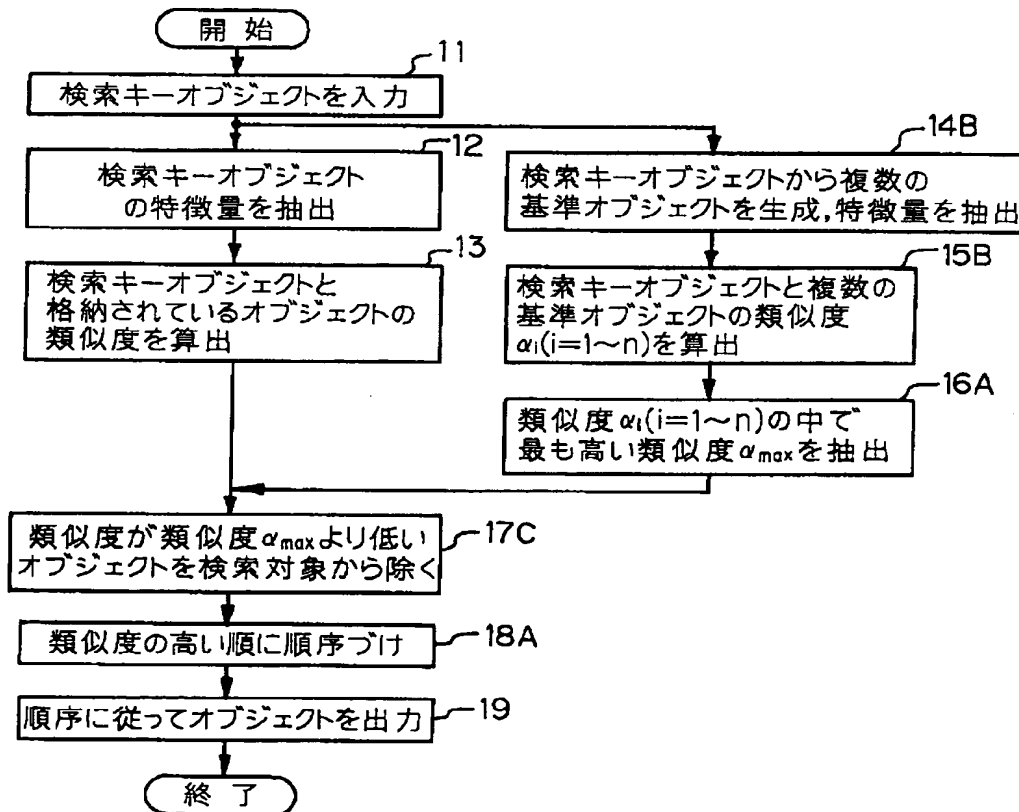 開始
11
検索キーオブジェクトを入力
12
検索キーオブジェクト
の特徴量を抽出
14B
検索キーオブジェクトから複数の
基準オブジェクトを生成,特徴量を抽出
13
検索キーオブジェクトと
格納されているオブジェクトの
類似度を算出
15B
検索キーオブジェクトと複数の
基準オブジェクトの類似度
αi(i=1~n)を算出
16A
類似度αi(i=1~n)の中で
最も高い類似度αmaxを抽出
17C
類似度が類似度αmaxより低い
オブジェクトを検索対象から除く
18A
類似度の高い順に順序づけ
19
順序に従ってオブジェクトを出力
終了